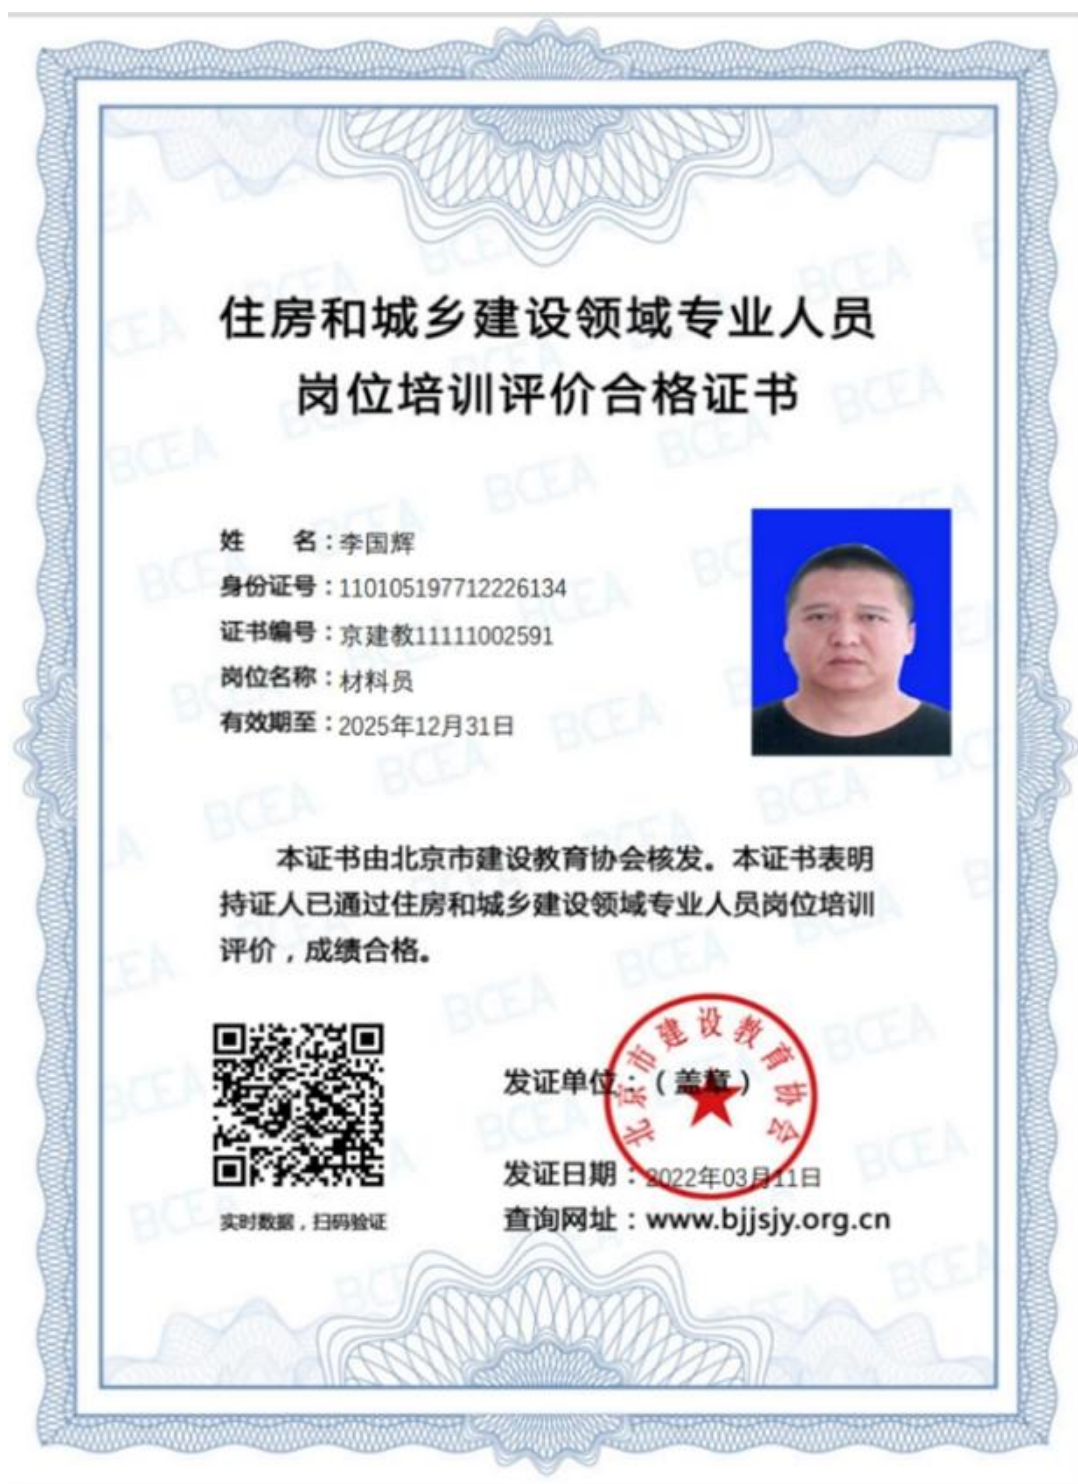 住房和城乡建设领域专业人员
岗位培训评价合格证书
姓 名：李国辉
身份证号：110105197712226134
证书编号：京建教11111002591
岗位名称：材料员
有效期至：2025年12月31日
本证书由北京市建设教育协会核发。本证书表明
持证人已通过住房和城乡建设领域专业人员岗位培训
评价，成绩合格。
北京市建设教育协会
发证单位：（盖章）
发证日期：2022年03月11日
查询网址：www.bjjsjy.org.cn
实时数据，扫码验证
BCEA